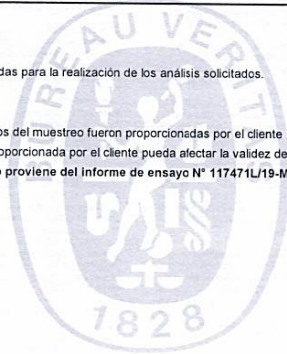 das para la realización de los análisis solicitados.
os del muestreo fueron proporcionadas por el cliente
oporcionada por el cliente pueda afectar la validez de
o proviene del informe de ensayo N° 117471L/19-M
BUREAU VERITAS
1828